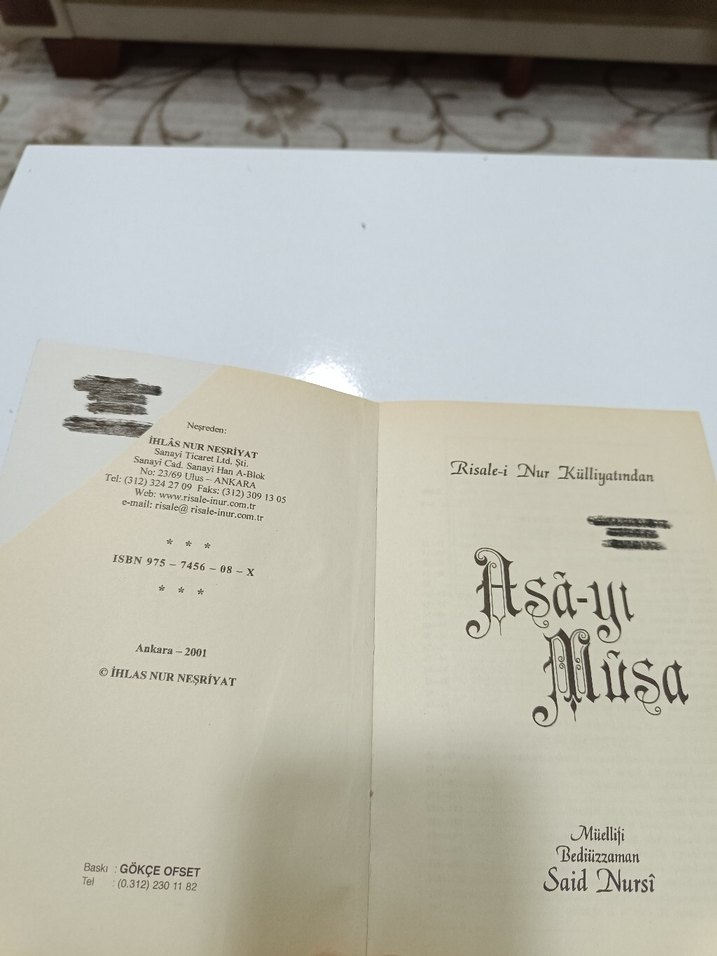 Neşreden:
İHLÂS NUR NEŞRİYAT
Sanayi Ticaret Ltd. Şti.
Sanayi Cad. Sanayi Han A-Blok
No: 23/69 Ulus – ANKARA
Tel: (312) 324 27 09 Faks: (312) 309 13 05
Web: www.risale-inur.com.tr
e-mail: risale@ risale-inur.com.tr
* * *
ISBN 975 – 7456 – 08 – X
* * *
Ankara – 2001
© İHLAS NUR NEŞRİYAT
Baskı : GÖKÇE OFSET
Tel : (0.312) 230 11 82
Risale-i Nur Külliyatından
Asâ-yı
Mûsa
Müellifi
Bediüzzaman
Said Nursî